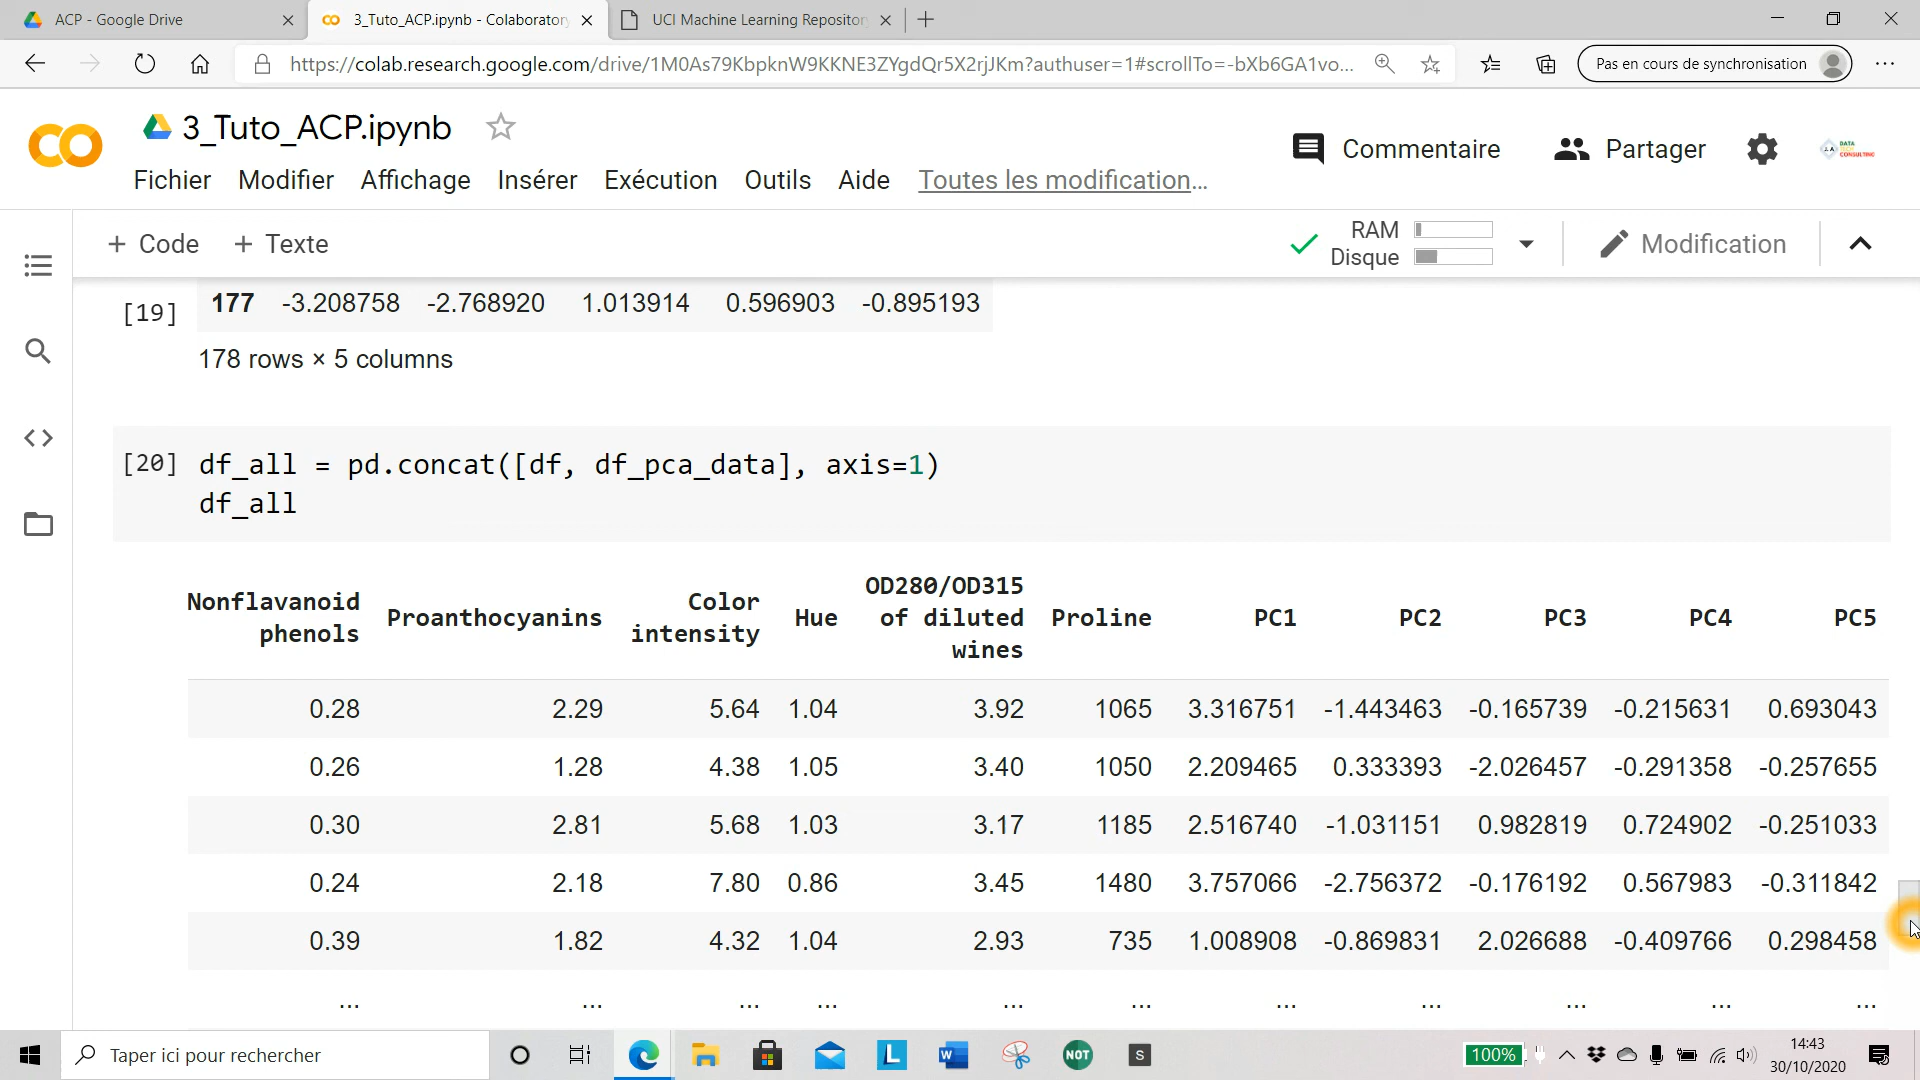 ACP - Google Drive
3_Tuto_ACP.ipynb - Colaboratory
UCI Machine Learning Repository
https://colab.research.google.com/drive/1M0As79KbpknW9KKNE3ZYgdQr5X2rjJKm?authuser=1#scrollTo=-bXb6GA1vo...
Pas en cours de synchronisation
3_Tuto_ACP.ipynb
Commentaire
Partager
DATA
CONSULTING
Fichier Modifier Affichage Insérer Exécution Outils Aide Toutes les modification...
+ Code + Texte
RAM
Disque
Modification
[19] 177 -3.208758 -2.768920 1.013914 0.596903 -0.895193
178 rows × 5 columns
[20] df_all = pd.concat([df, df_pca_data], axis=1)
df_all
Nonflavanoid phenols Proanthocyanins Color intensity Hue OD280/OD315 of diluted wines Proline PC1 PC2 PC3 PC4 PC5
0.28 2.29 5.64 1.04 3.92 1065 3.316751 -1.443463 -0.165739 -0.215631 0.693043
0.26 1.28 4.38 1.05 3.40 1050 2.209465 0.333393 -2.026457 -0.291358 -0.257655
0.30 2.81 5.68 1.03 3.17 1185 2.516740 -1.031151 0.982819 0.724902 -0.251033
0.24 2.18 7.80 0.86 3.45 1480 3.757066 -2.756372 -0.176192 0.567983 -0.311842
0.39 1.82 4.32 1.04 2.93 735 1.008908 -0.869831 2.026688 -0.409766 0.298458
... ... ... ... ... ... ... ... ... ... ...
Taper ici pour rechercher
L
W
NOT
S
100%
14:43
30/10/2020